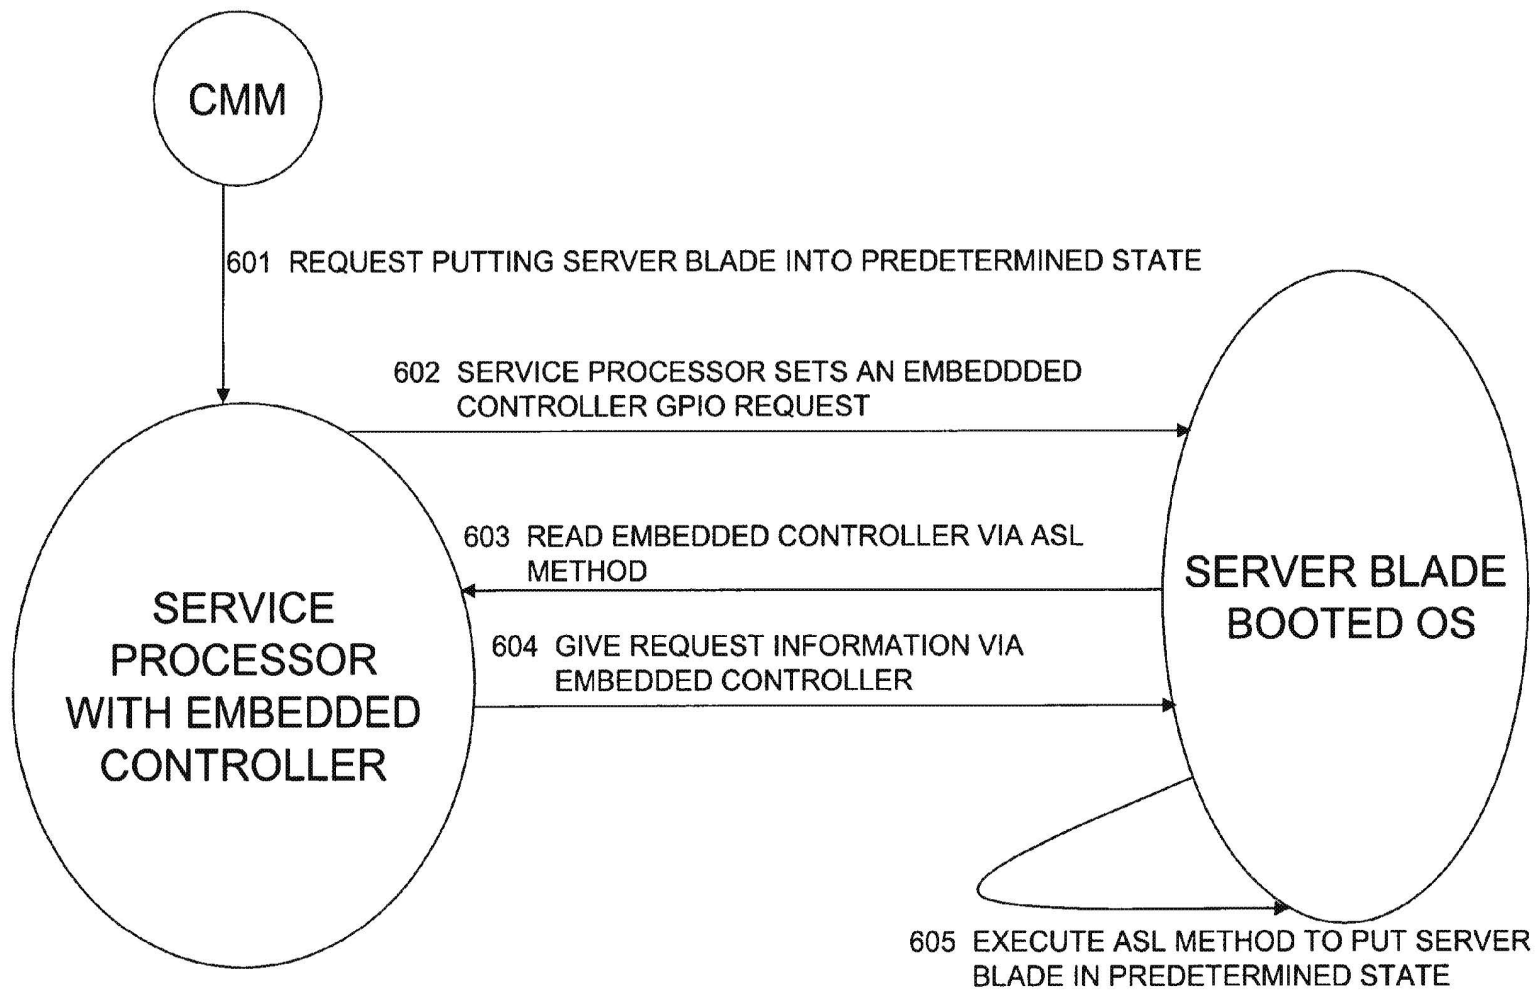 CMM
601 REQUEST PUTTING SERVER BLADE INTO PREDETERMINED STATE
602 SERVICE PROCESSOR SETS AN EMBEDDDED
CONTROLLER GPIO REQUEST
603 READ EMBEDDED CONTROLLER VIA ASL
METHOD
604 GIVE REQUEST INFORMATION VIA
EMBEDDED CONTROLLER
SERVICE
PROCESSOR
WITH EMBEDDED
CONTROLLER
SERVER BLADE
BOOTED OS
605 EXECUTE ASL METHOD TO PUT SERVER
BLADE IN PREDETERMINED STATE